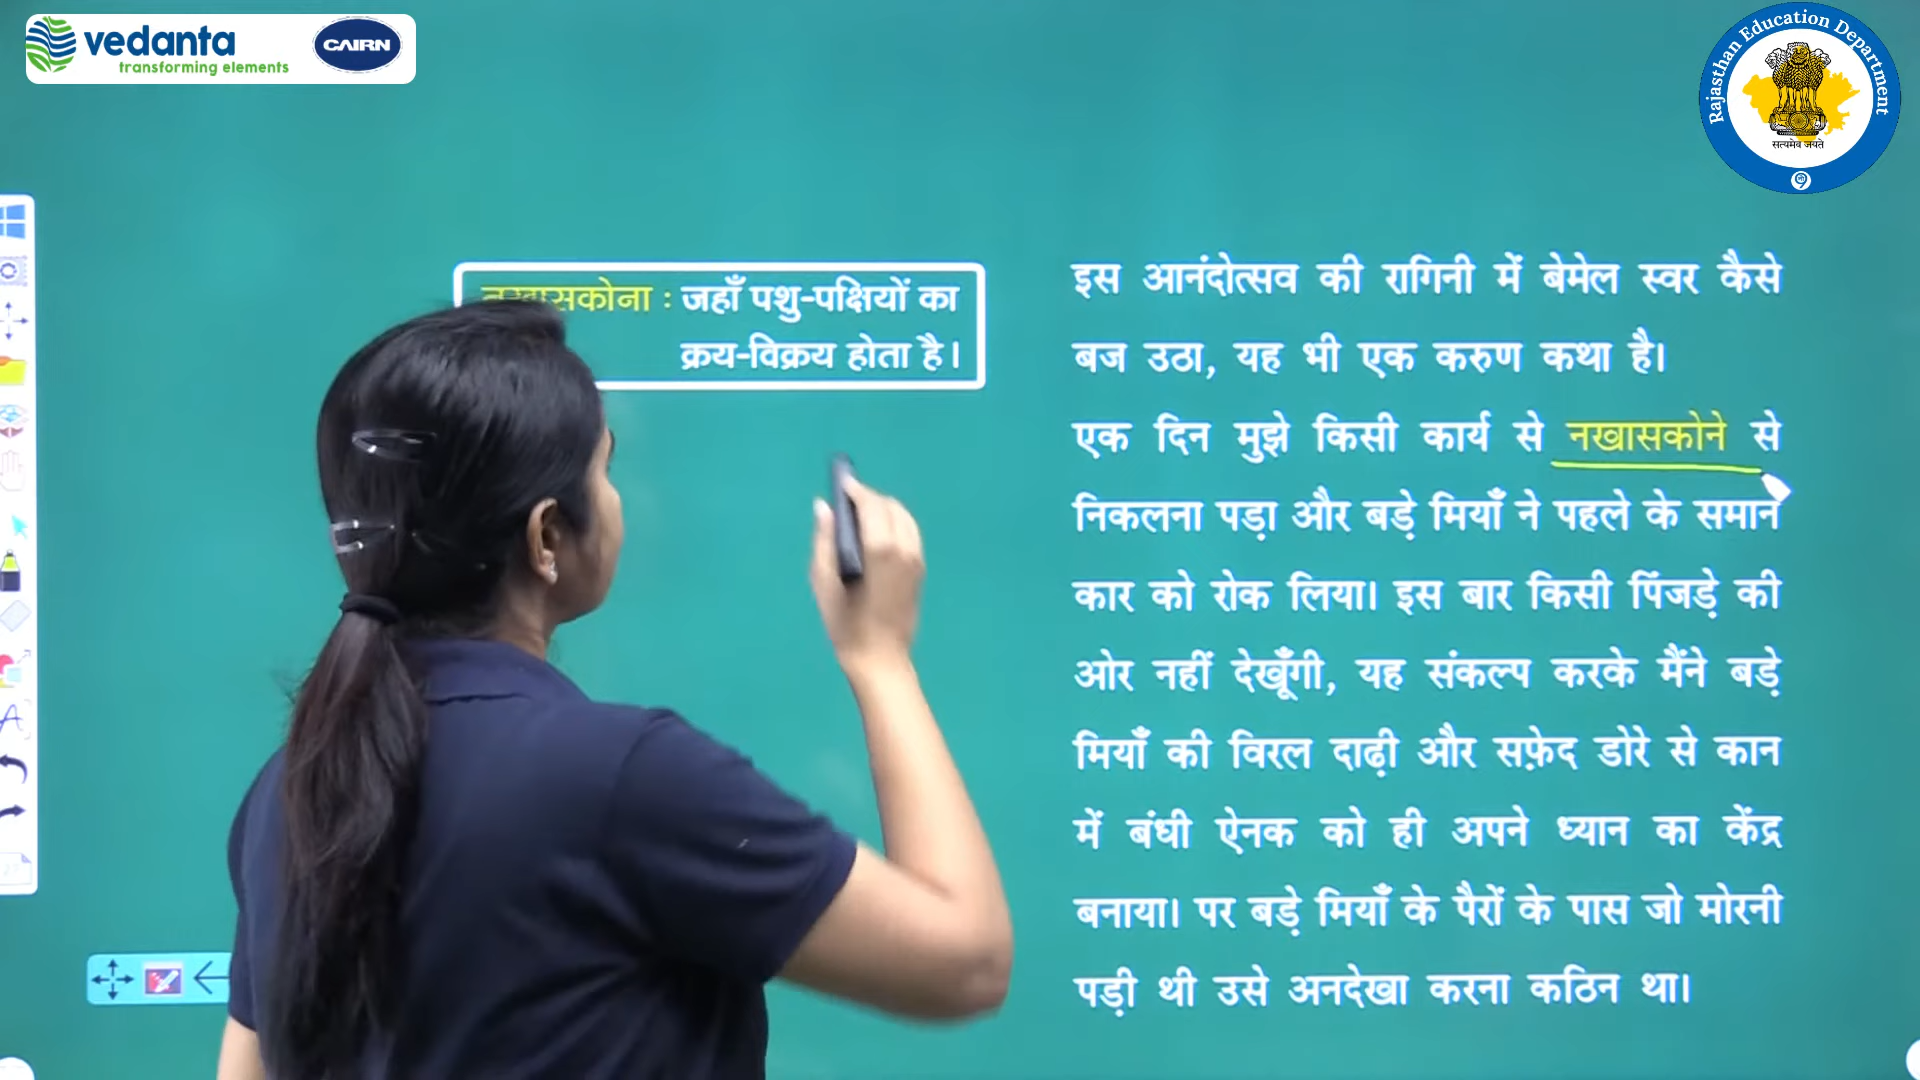 vedanta
transforming elements
CAIRN
Rajasthan Education Department
सत्यमेव जयते
: जहाँ पशु-पक्षियों का
क्रय-विक्रय होता है।
इस आनंदोत्सव की रागिनी में बेमेल स्वर कैसे
बज उठा, यह भी एक करुण कथा है।
एक दिन मुझे किसी कार्य से नखासकोने से
निकलना पड़ा और बड़े मियाँ ने पहले के समान
कार को रोक लिया। इस बार किसी पिंजड़े की
ओर नहीं देखूँगी, यह संकल्प करके मैंने बड़े
मियाँ की विरल दाढ़ी और सफ़ेद डोरे से कान
में बंधी ऐनक को ही अपने ध्यान का केंद्र
बनाया। पर बड़े मियाँ के पैरों के पास जो मोरनी
पड़ी थी उसे अनदेखा करना कठिन था।